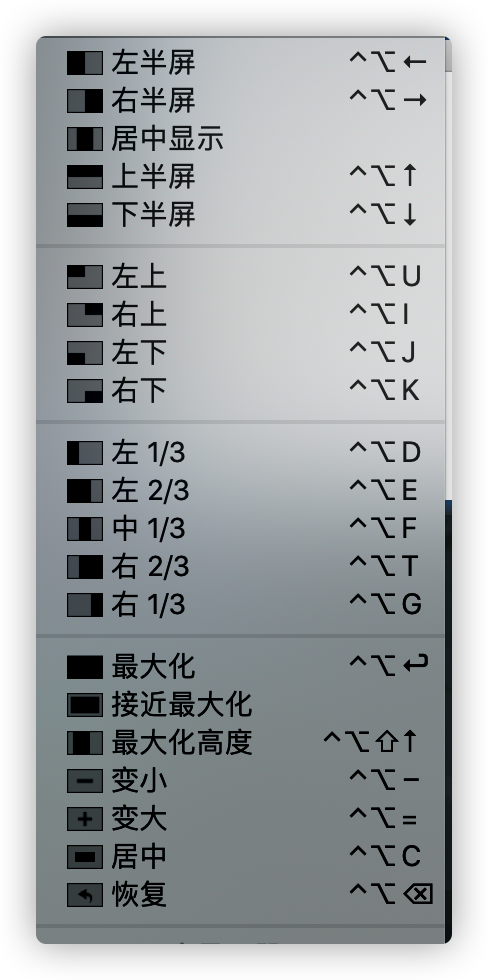 左半屏 ⌃⌥←
右半屏 ⌃⌥→
居中显示
上半屏 ⌃⌥↑
下半屏 ⌃⌥↓
左上 ⌃⌥U
右上 ⌃⌥I
左下 ⌃⌥J
右下 ⌃⌥K
左 1/3 ⌃⌥D
左 2/3 ⌃⌥E
中 1/3 ⌃⌥F
右 2/3 ⌃⌥T
右 1/3 ⌃⌥G
最大化 ⌃⌥↩
接近最大化
最大化高度 ⌃⌥⇧↑
变小 ⌃⌥−
变大 ⌃⌥=
居中 ⌃⌥C
恢复 ⌃⌥⌫